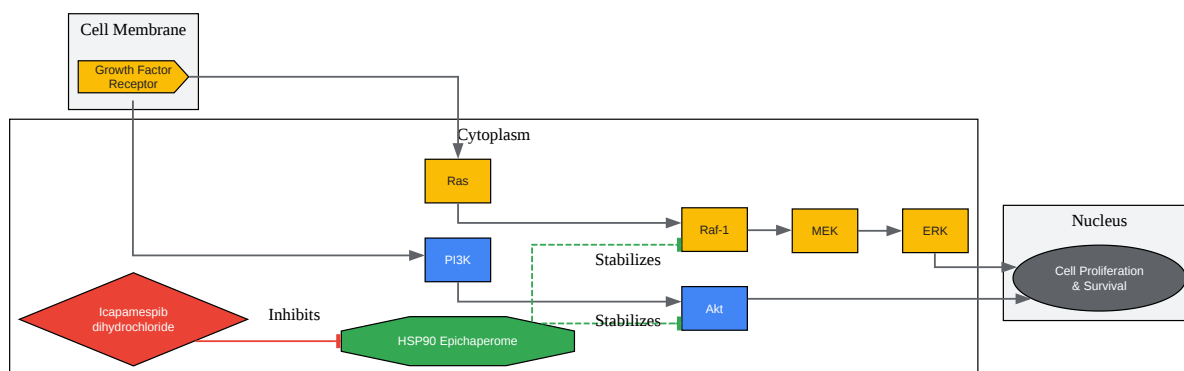 Cell Membrane
Growth Factor
Receptor
Cytoplasm
Ras
Raf-1
MEK
ERK
Nucleus
PI3K
Stabilizes
Cell Proliferation
& Survival
Icapamespib
dihydrochloride
Inhibits
Akt
Stabilizes
HSP90 Epichaperome